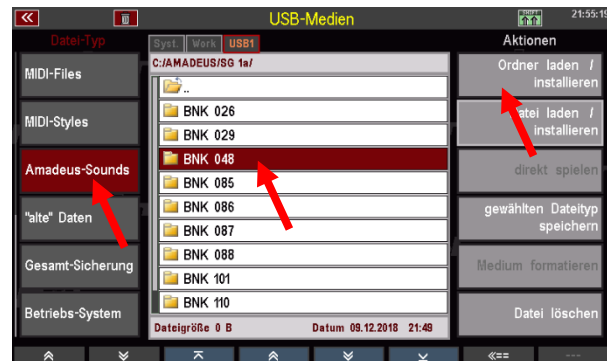 USB-Medien
SHIFT
21:55:19
Datei-Typ
Syst. Work USB1
Aktionen
C:/AMADEUS/SG 1a/
MIDI-Files
MIDI-Styles
Amadeus-Sounds
"alte" Daten
Gesamt-Sicherung
Betriebs-System
..
BNK 026
BNK 029
BNK 048
BNK 085
BNK 086
BNK 087
BNK 088
BNK 101
BNK 110
Dateigröße 0 B Datum 09.12.2018 21:49
Ordner laden /
installieren
atei laden /
installieren
direkt spielen
gewählten Dateityp
speichern
Medium formatieren
Datei löschen
«==
---